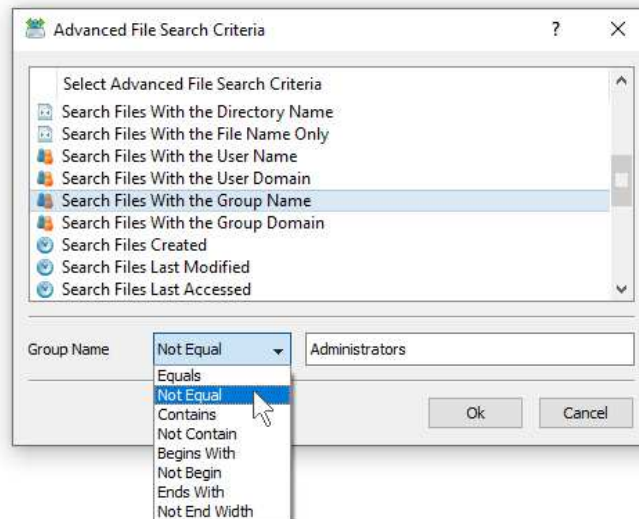 Advanced File Search Criteria
Select Advanced File Search Criteria
Search Files With the Directory Name
Search Files With the File Name Only
Search Files With the User Name
Search Files With the User Domain
Search Files With the Group Name
Search Files With the Group Domain
Search Files Created
Search Files Last Modified
Search Files Last Accessed
Group Name Not Equal Administrators
Equals
Not Equal
Contains
Not Contain
Begins With
Not Begin
Ends With
Not End Width
Ok Cancel